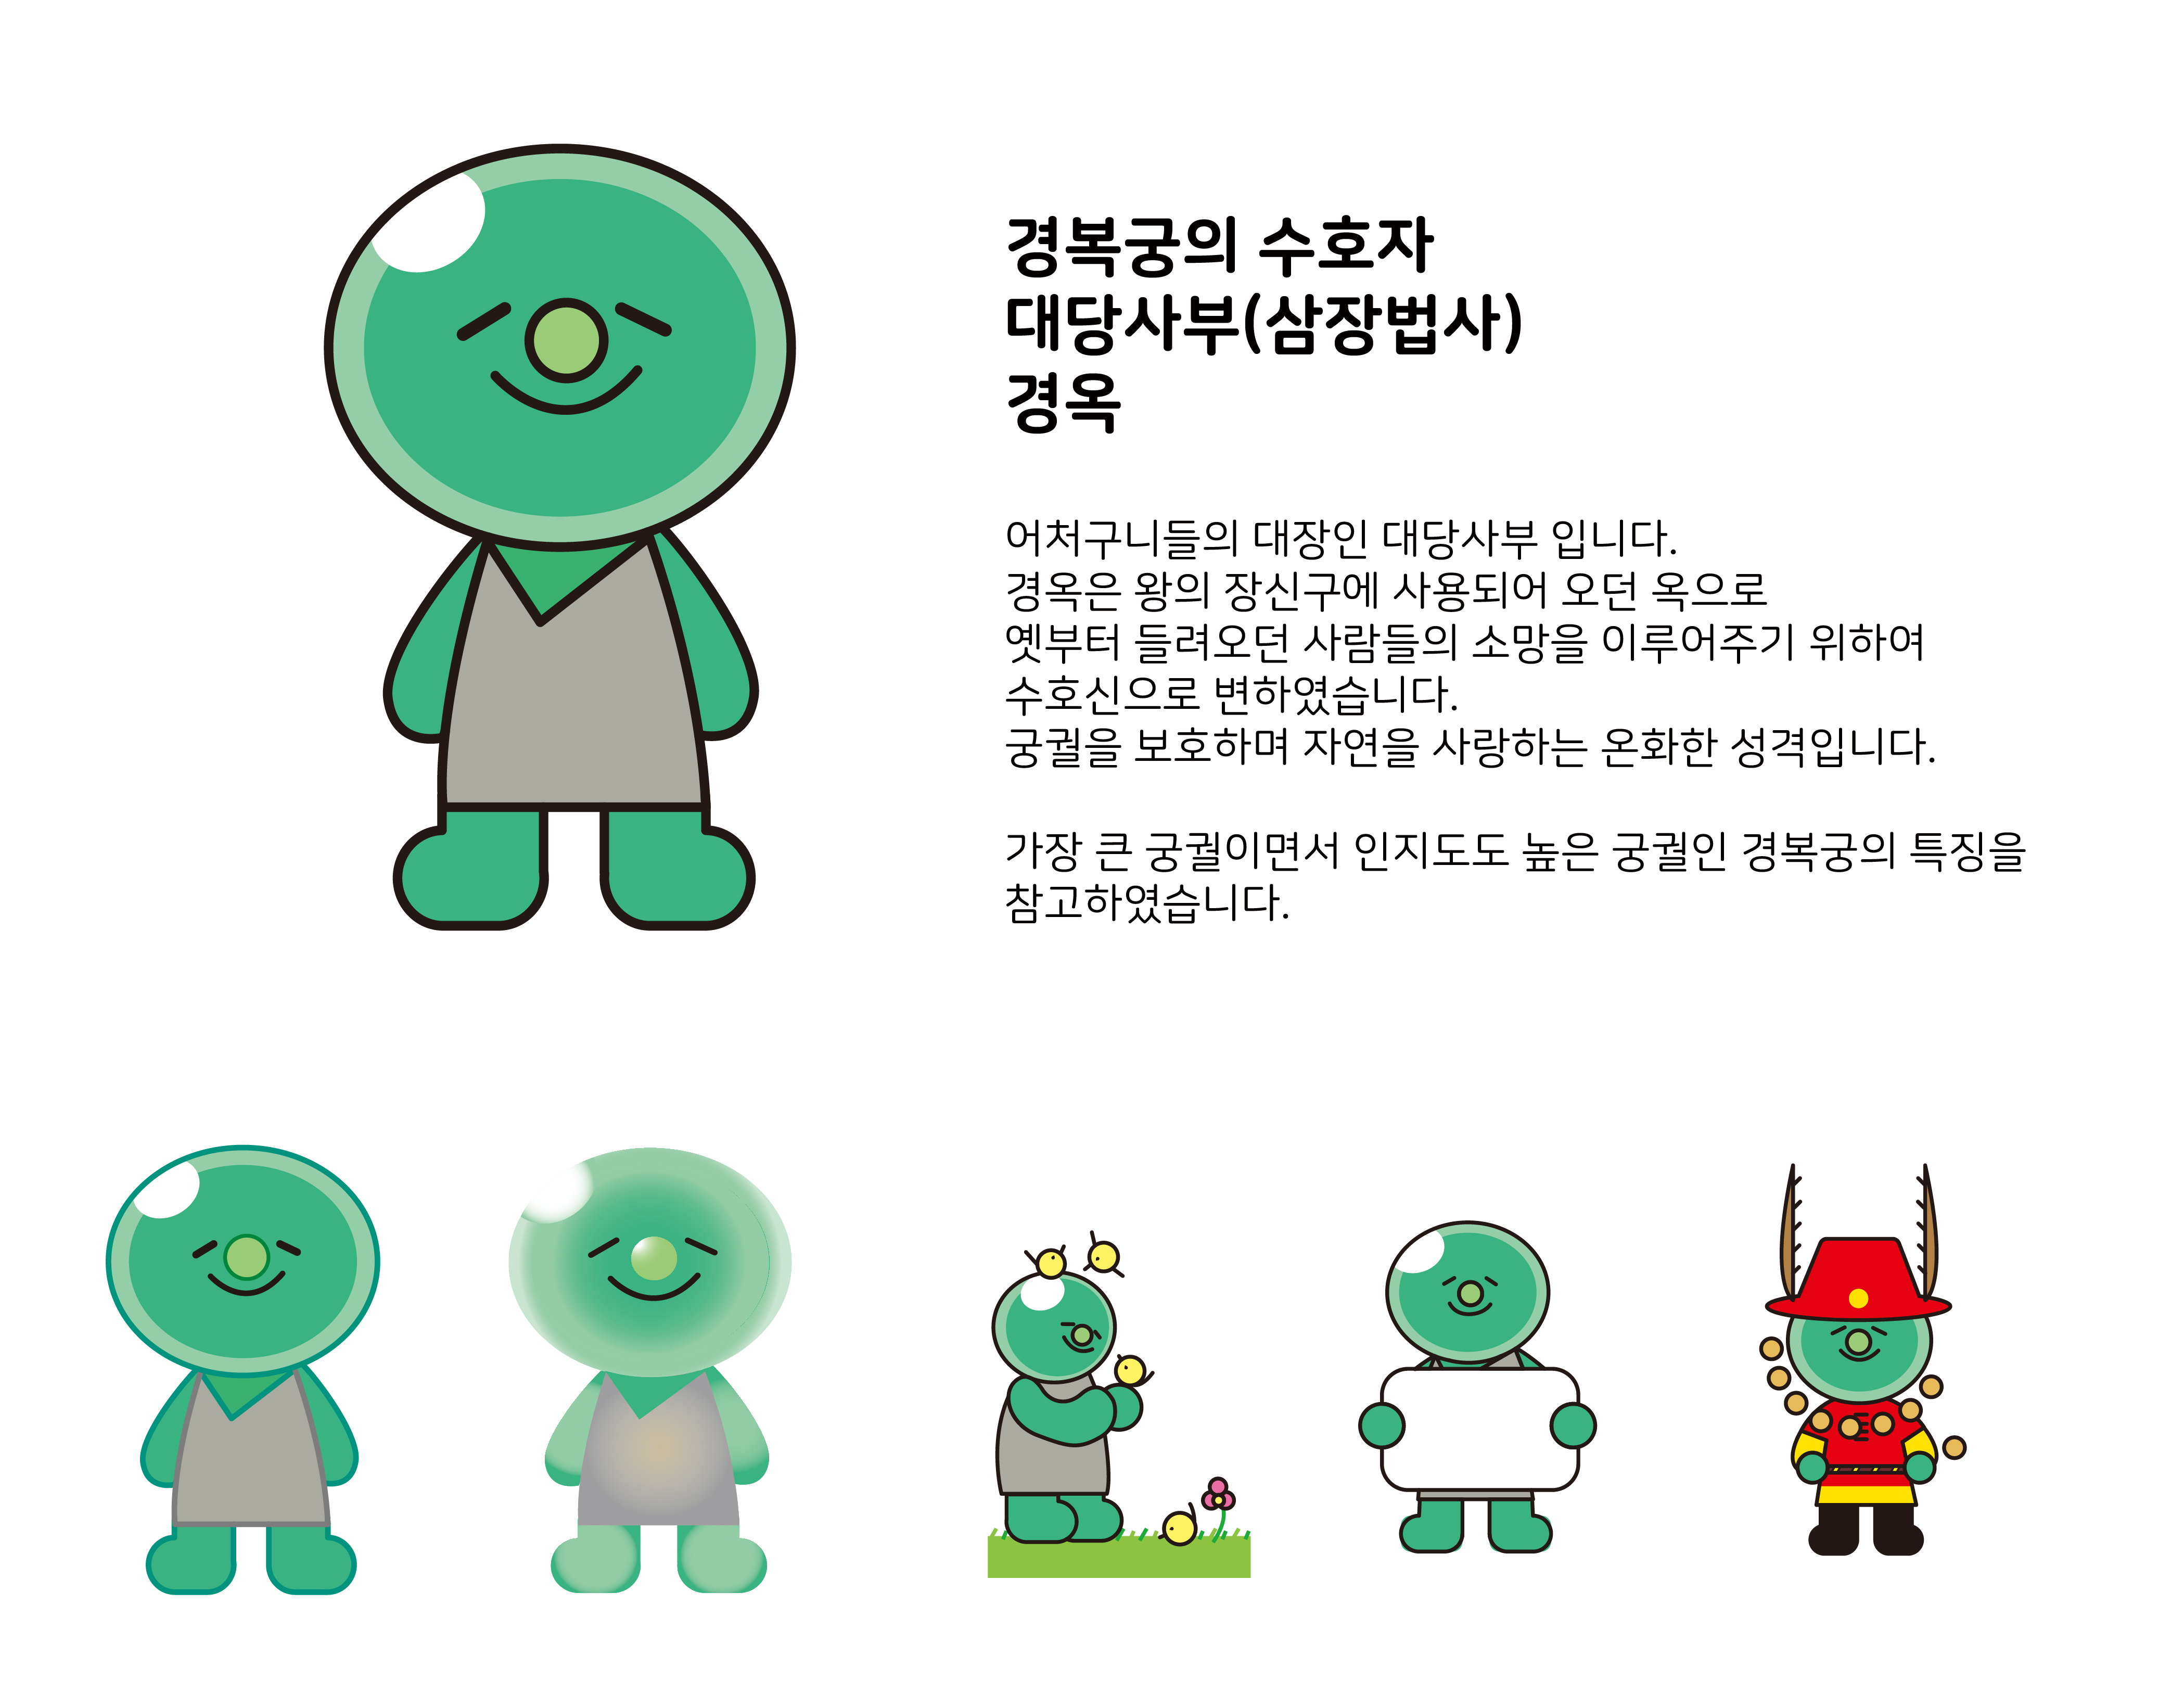 경복궁의 수호자
대당사부(삼장법사)
경옥
어처구니들의 대장인 대당사부 입니다.
경옥은 왕의 장신구에 사용되어 오던 옥으로
옛부터 들려오던 사람들의 소망을 이루어주기 위하여
수호신으로 변하였습니다.
궁궐을 보호하며 자연을 사랑하는 온화한 성격입니다.
가장 큰 궁궐이면서 인지도도 높은 궁궐인 경복궁의 특징을
참고하였습니다.